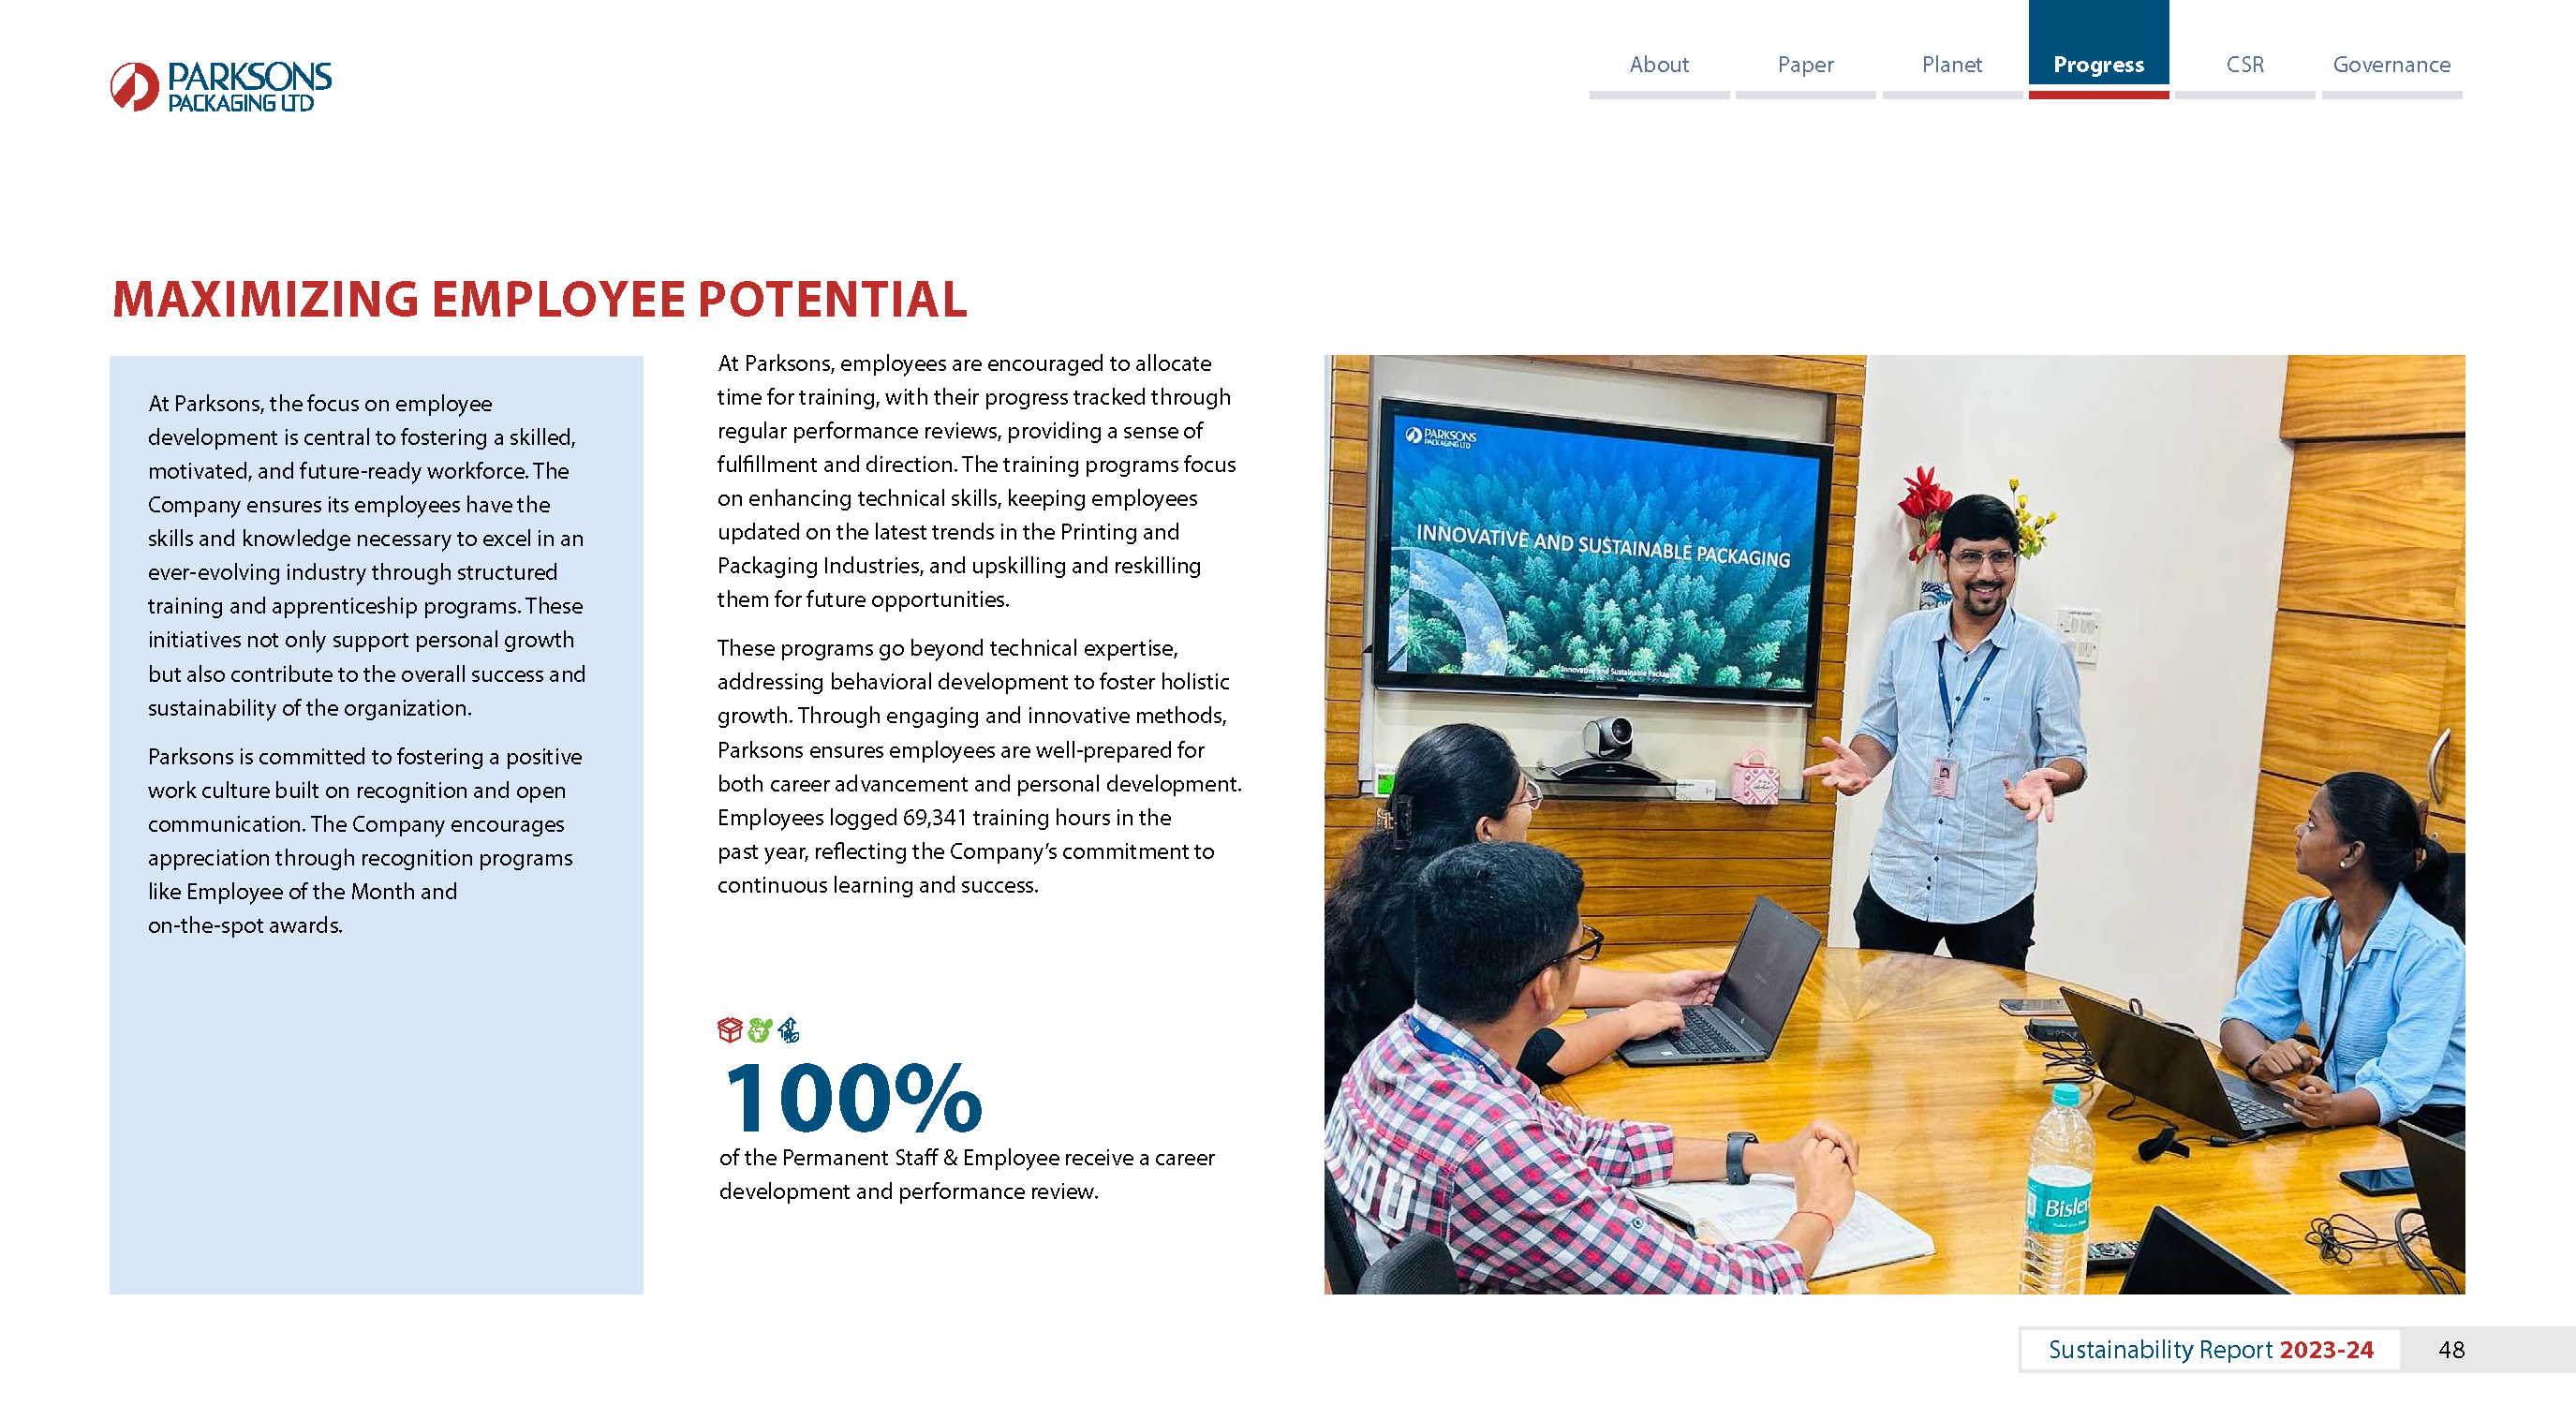 PARKSONS
PACKAGING LTD
About
Paper
Planet
Progress
CSR
Governance
MAXIMIZING EMPLOYEE POTENTIAL
At Parksons, the focus on employee
development is central to fostering a skilled,
motivated, and future-ready workforce. The
Company ensures its employees have the
skills and knowledge necessary to excel in an
ever-evolving industry through structured
training and apprenticeship programs. These
initiatives not only support personal growth
but also contribute to the overall success and
sustainability of the organization.
Parksons is committed to fostering a positive
work culture built on recognition and open
communication. The Company encourages
appreciation through recognition programs
like Employee of the Month and
on-the-spot awards.
At Parksons, employees are encouraged to allocate
time for training, with their progress tracked through
regular performance reviews, providing a sense of
fulfillment and direction. The training programs focus
on enhancing technical skills, keeping employees
updated on the latest trends in the Printing and
Packaging Industries, and upskilling and reskilling
them for future opportunities.
These programs go beyond technical expertise,
addressing behavioral development to foster holistic
growth. Through engaging and innovative methods,
Parksons ensures employees are well-prepared for
both career advancement and personal development.
Employees logged 69,341 training hours in the
past year, reflecting the Company's commitment to
continuous learning and success.
100%
of the Permanent Staff & Employee receive a career
development and performance review.
PARKSONS
PACKAGING LTD
INNOVATIVE AND SUSTAINABLE PACKAGING
Innovative and Sustainable Packaging
Bisler
Sustainability Report 2023-24
48